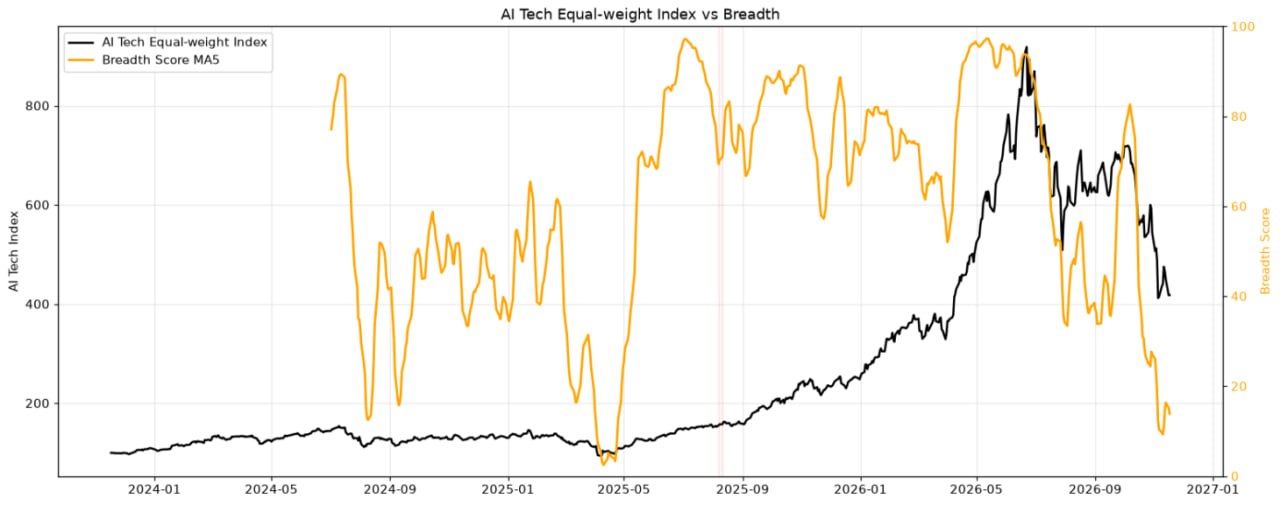 AI Tech Equal-weight Index vs Breadth
AI Tech Equal-weight Index
Breadth Score MA5
AI Tech Index
800
600
400
200
2024-01 2024-05 2024-09 2025-01 2025-05 2025-09 2026-01 2026-05 2026-09 2027-01
100
80
60
40
20
0
Breadth Score